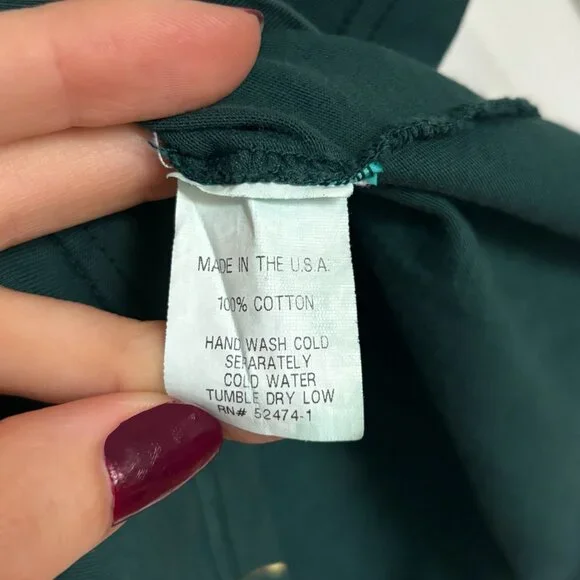 MADE IN THE U.S.A.
100% COTTON
HAND WASH COLD
SEPARATELY
COLD WATER
TUMBLE DRY LOW
RN# 52474-1